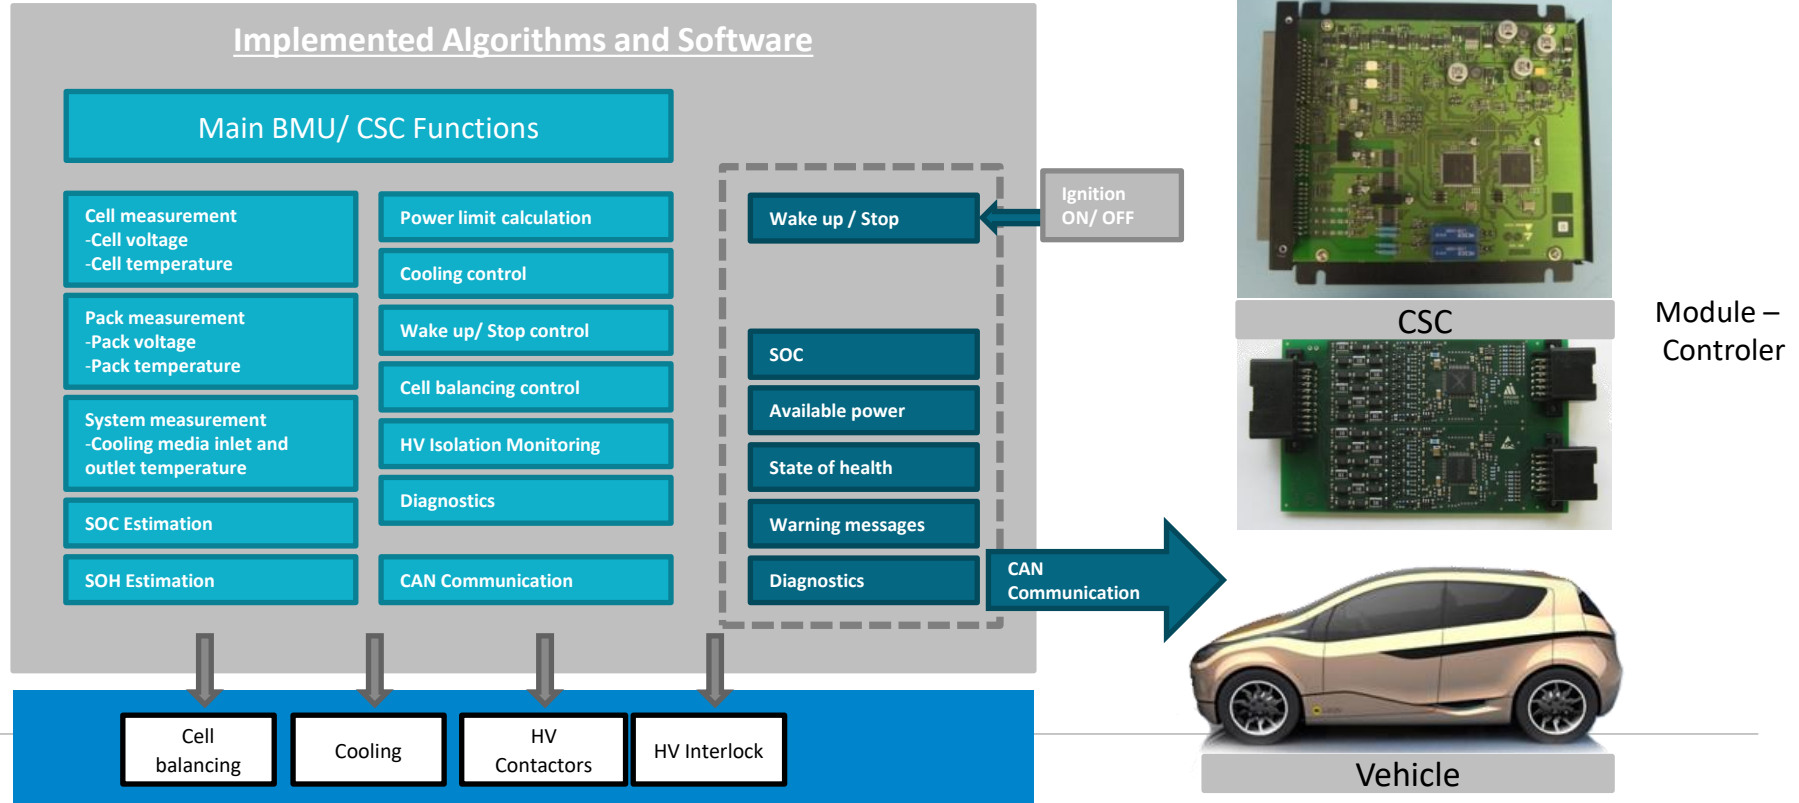 Implemented Algorithms and Software
Main BMU/ CSC Functions
Cell measurement
-Cell voltage
-Cell temperature
Pack measurement
-Pack voltage
-Pack temperature
System measurement
-Cooling media inlet and
outlet temperature
SOC Estimation
SOH Estimation
Power limit calculation
Cooling control
Wake up/ Stop control
Cell balancing control
HV Isolation Monitoring
Diagnostics
CAN Communication
Wake up / Stop
SOC
Available power
State of health
Warning messages
Diagnostics
Ignition
ON/ OFF
CAN
Communication
CSC
Module –
Controler
Vehicle
Cell
balancing
Cooling
HV
Contactors
HV Interlock